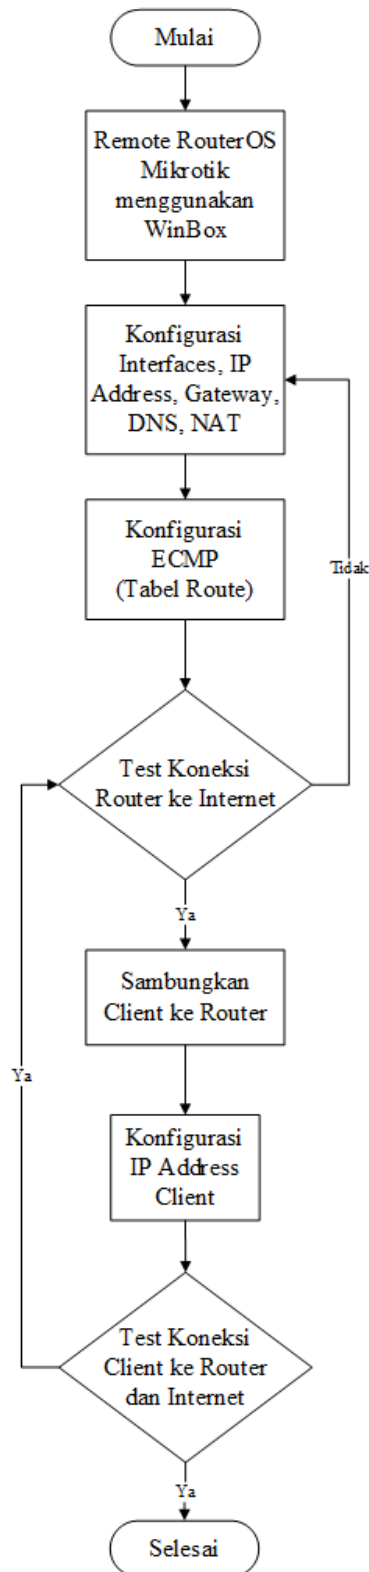 Mulai
Remote RouterOS
Mikrotik
menggunakan
WinBox
Konfigurasi
Interfaces, IP
Address, Gateway,
DNS, NAT
Konfigurasi
ECMP
(Tabel Route)
Tidak
Test Koneksi
Router ke Internet
Ya
Sambungkan
Client ke Router
Ya
Konfigurasi
IP Address
Client
Test Koneksi
Client ke Router
dan Internet
Ya
Selesai